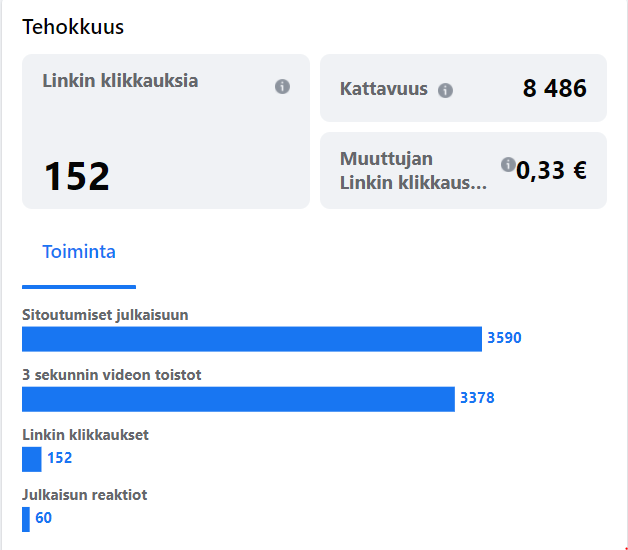 Tehokkuus
Linkin klikkauksia
152
Kattavuus
8 486
Muuttujan
Linkin klikkaus...
0,33 €
Toiminta
Sitoutumiset julkaisuun
3590
3 sekunnin videon toistot
3378
Linkin klikkaukset
152
Julkaisun reaktiot
60